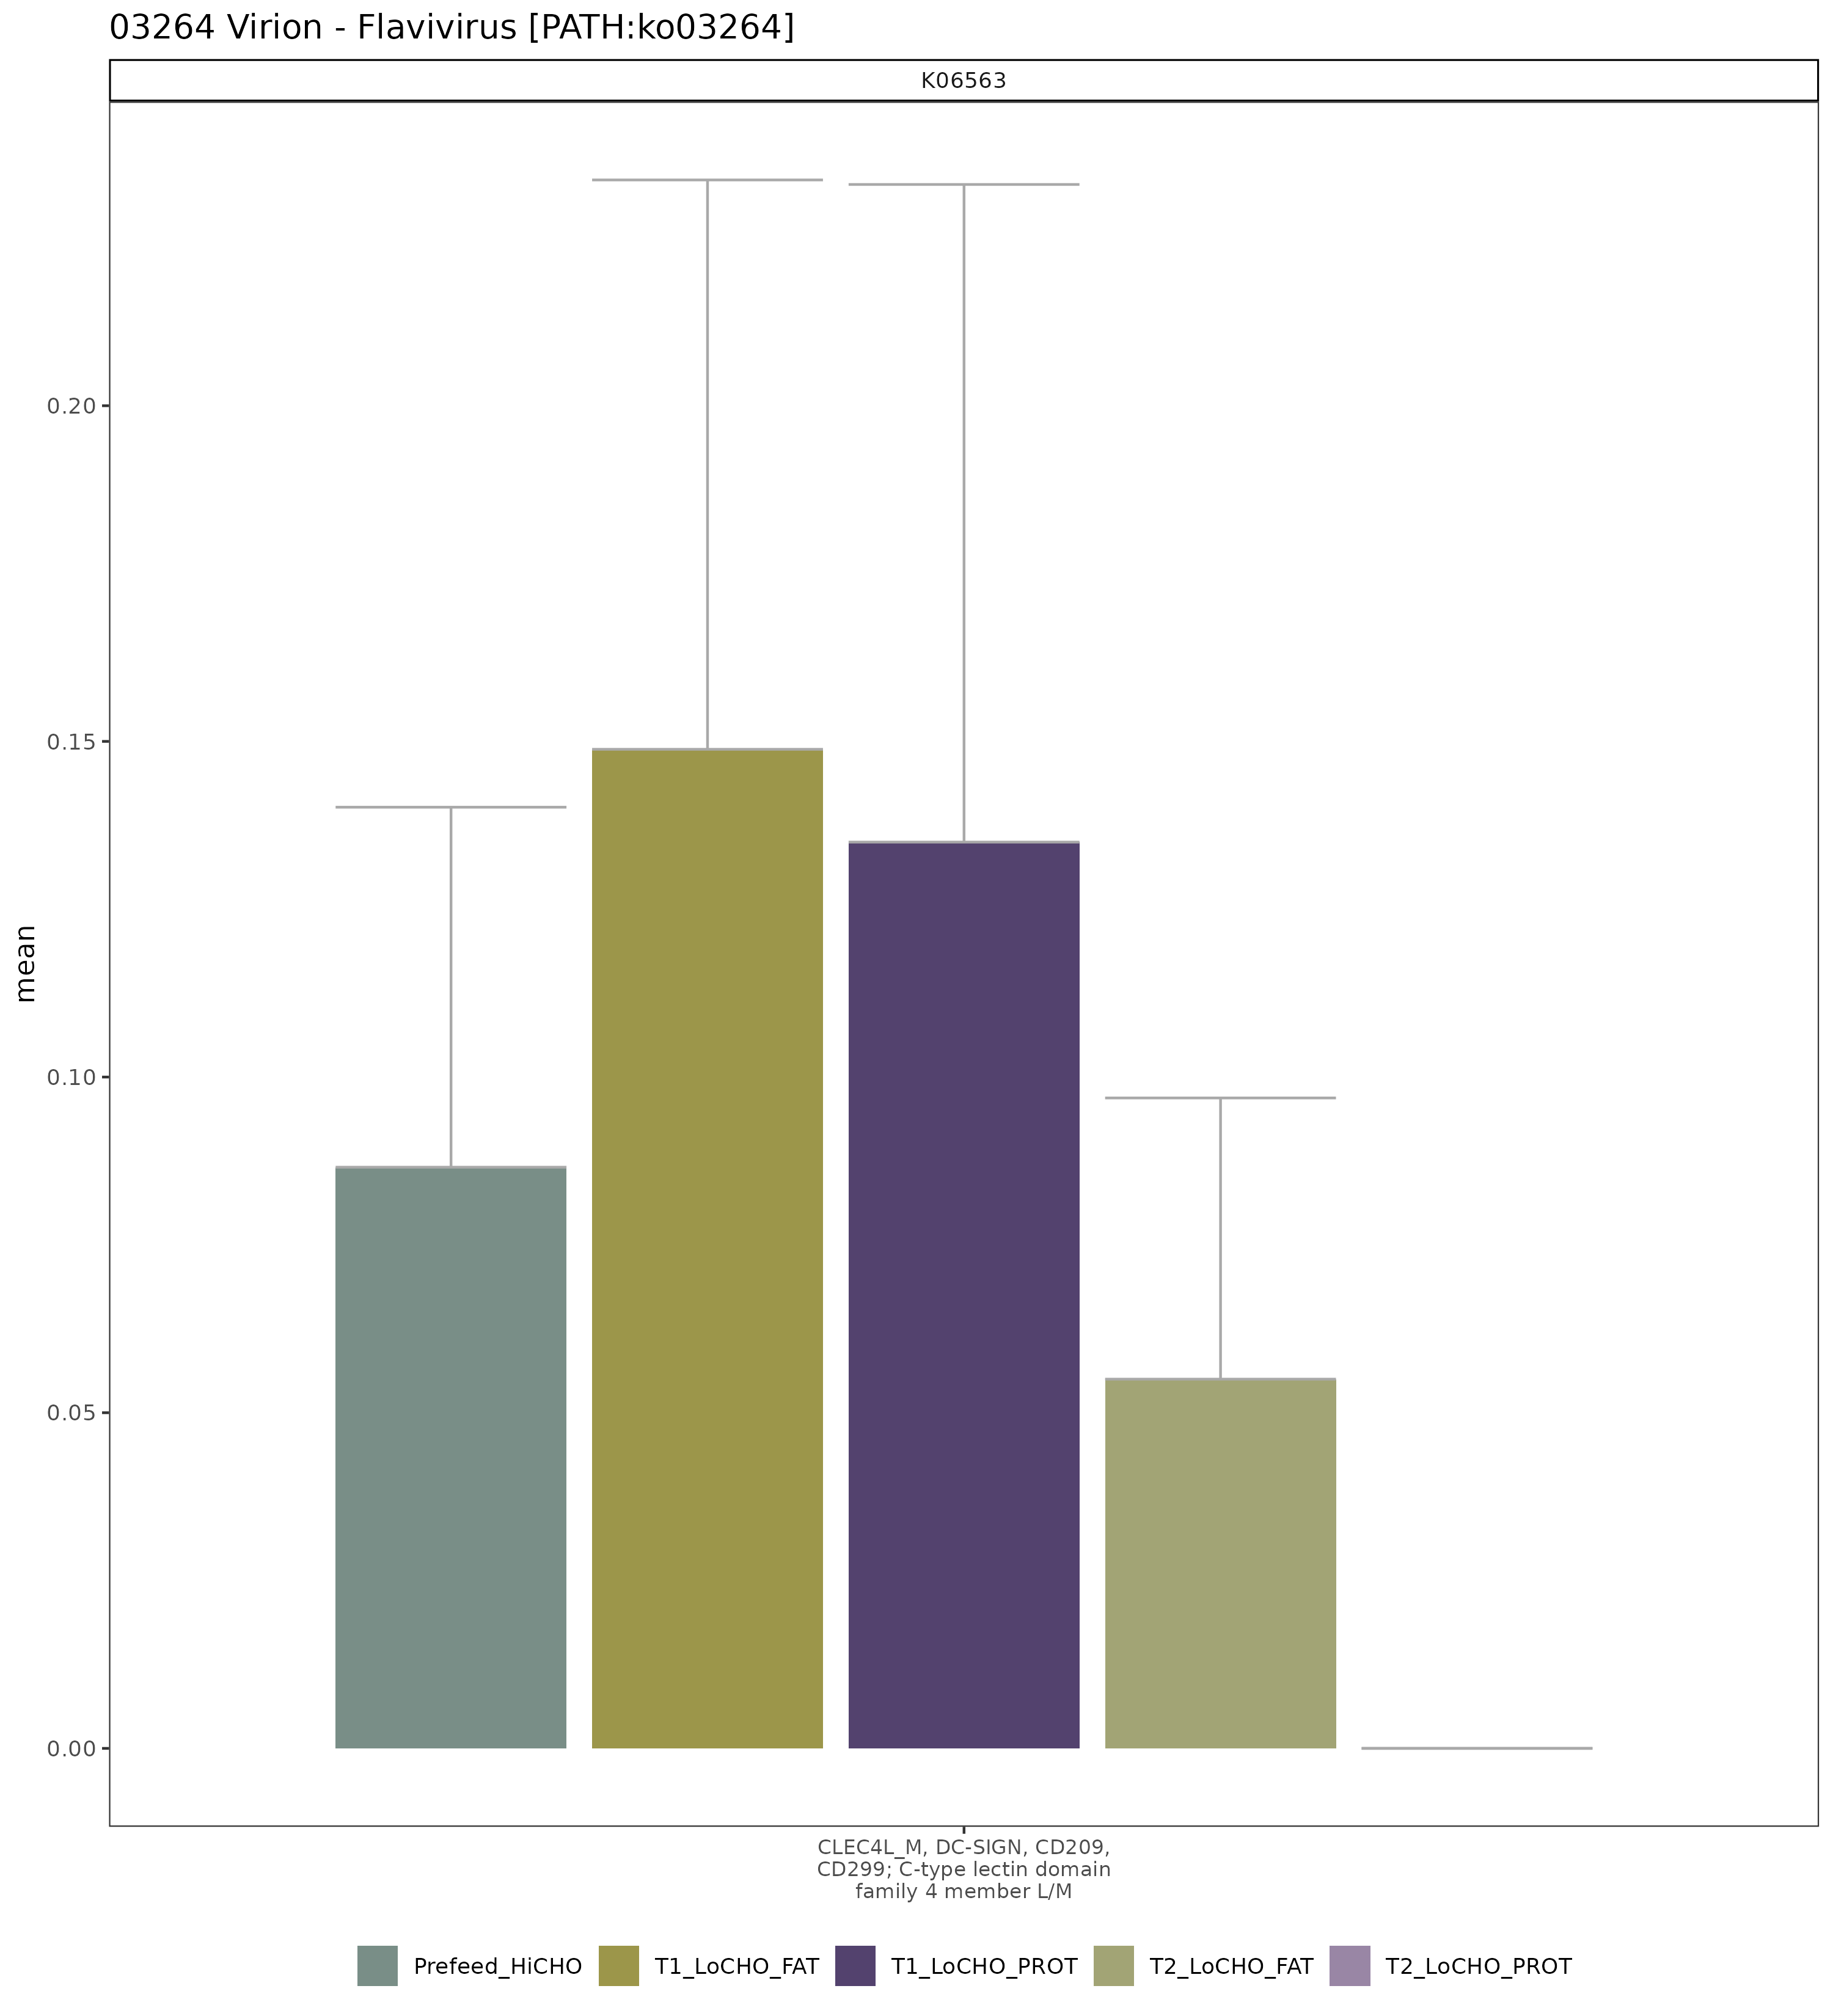 03264 Virion - Flavivirus [PATH:ko03264]
K06563
mean
0.20
0.15
0.10
0.05
0.00
CLEC4L_M, DC-SIGN, CD209,
CD299; C-type lectin domain
family 4 member L/M
Prefeed_HiCHO T1_LoCHO_FAT T1_LoCHO_PROT T2_LoCHO_FAT T2_LoCHO_PROT